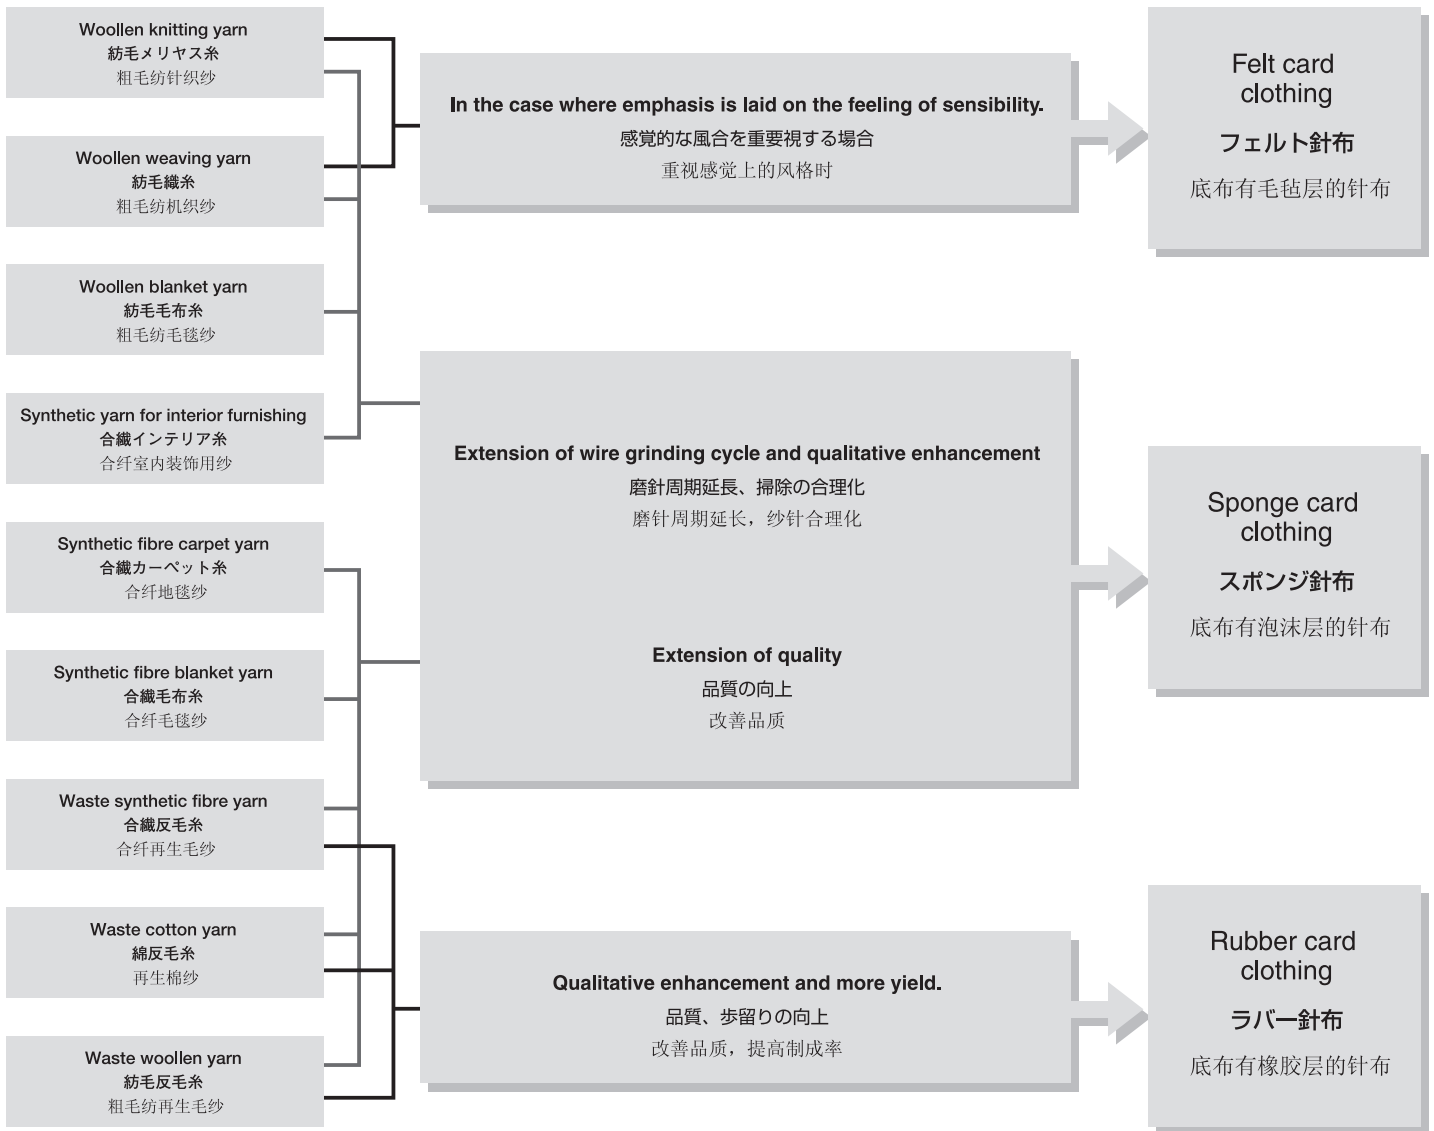 Woollen knitting yarn
紡毛メリヤス糸
粗毛纺针织纱
Woollen weaving yarn
紡毛織糸
粗毛纺机织纱
Woollen blanket yarn
紡毛毛布糸
粗毛纺毛毯纱
Synthetic yarn for interior furnishing
合繊インテリア糸
合纤室内装饰用纱
Synthetic fibre carpet yarn
合繊カーペット糸
合纤地毯纱
Synthetic fibre blanket yarn
合繊毛布糸
合纤毛毯纱
Waste synthetic fibre yarn
合繊反毛糸
合纤再生毛纱
Waste cotton yarn
綿反毛糸
再生棉纱
Waste woollen yarn
紡毛反毛糸
粗毛纺再生毛纱
In the case where emphasis is laid on the feeling of sensibility.
感覚的な風合を重要視する場合
重视感觉上的风格时
Extension of wire grinding cycle and qualitative enhancement
磨針周期延長、掃除の合理化
磨针周期延长，纱针合理化
Extension of quality
品質の向上
改善品质
Qualitative enhancement and more yield.
品質、歩留りの向上
改善品质，提高制成率
Felt card
clothing
フェルト針布
底布有毛毡层的针布
Sponge card
clothing
スポンジ針布
底布有泡沫层的针布
Rubber card
clothing
ラバー針布
底布有橡胶层的针布